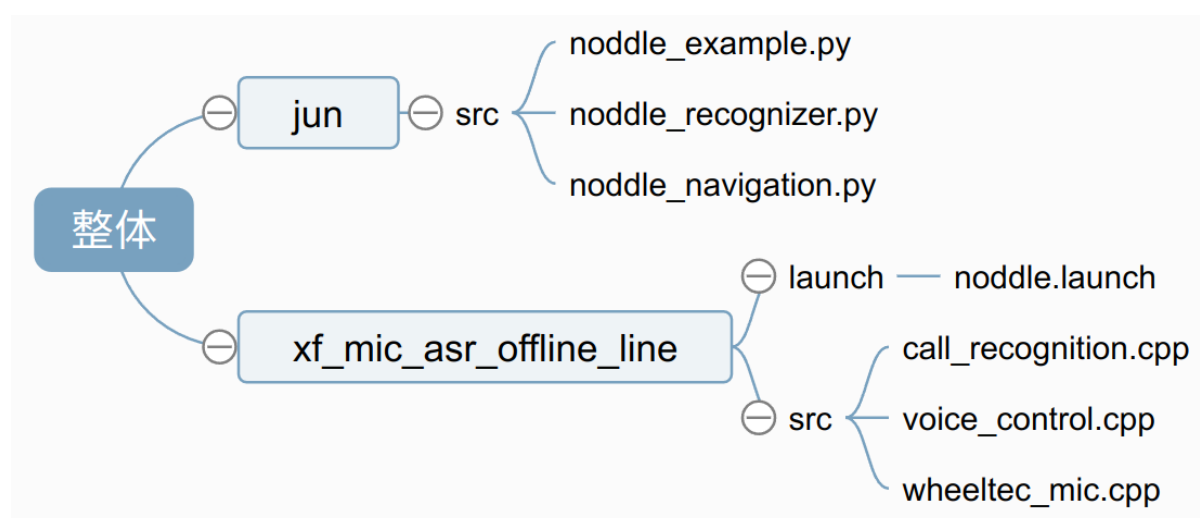 整体
jun
src
noddle_example.py
noddle_recognizer.py
noddle_navigation.py
xf_mic_asr_offline_line
launch
noddle.launch
src
call_recognition.cpp
voice_control.cpp
wheeltec_mic.cpp